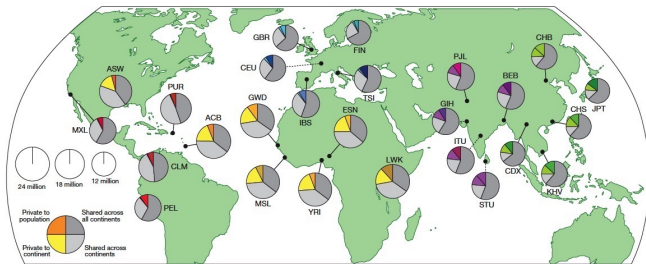 GBR
FIN
CHB
CEU
PJL
BEB
ASW
PUR
TSI
JPT
GWD
ESN
GIH
CHS
ACB
IBS
MXL
ITU
CDX
KHV
CLM
LWK
STU
24 million
18 million
12 million
MSL
YRI
PEL
Private to population
Shared across all continents
Private to continent
Shared across continents